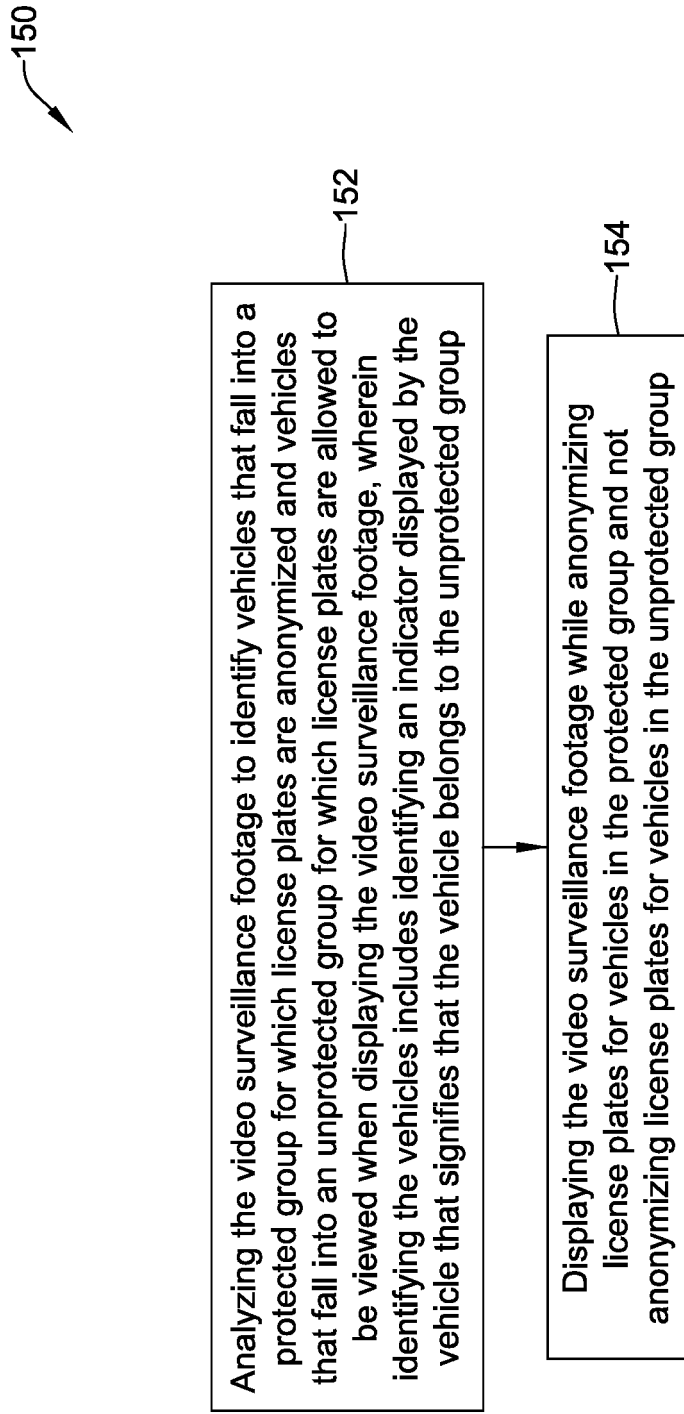 150
Analyzing the video surveillance footage to identify vehicles that fall into a
protected group for which license plates are anonymized and vehicles
that fall into an unprotected group for which license plates are allowed to
be viewed when displaying the video surveillance footage, wherein
identifying the vehicles includes identifying an indicator displayed by the
vehicle that signifies that the vehicle belongs to the unprotected group
152
Displaying the video surveillance footage while anonymizing
license plates for vehicles in the protected group and not
anonymizing license plates for vehicles in the unprotected group
154